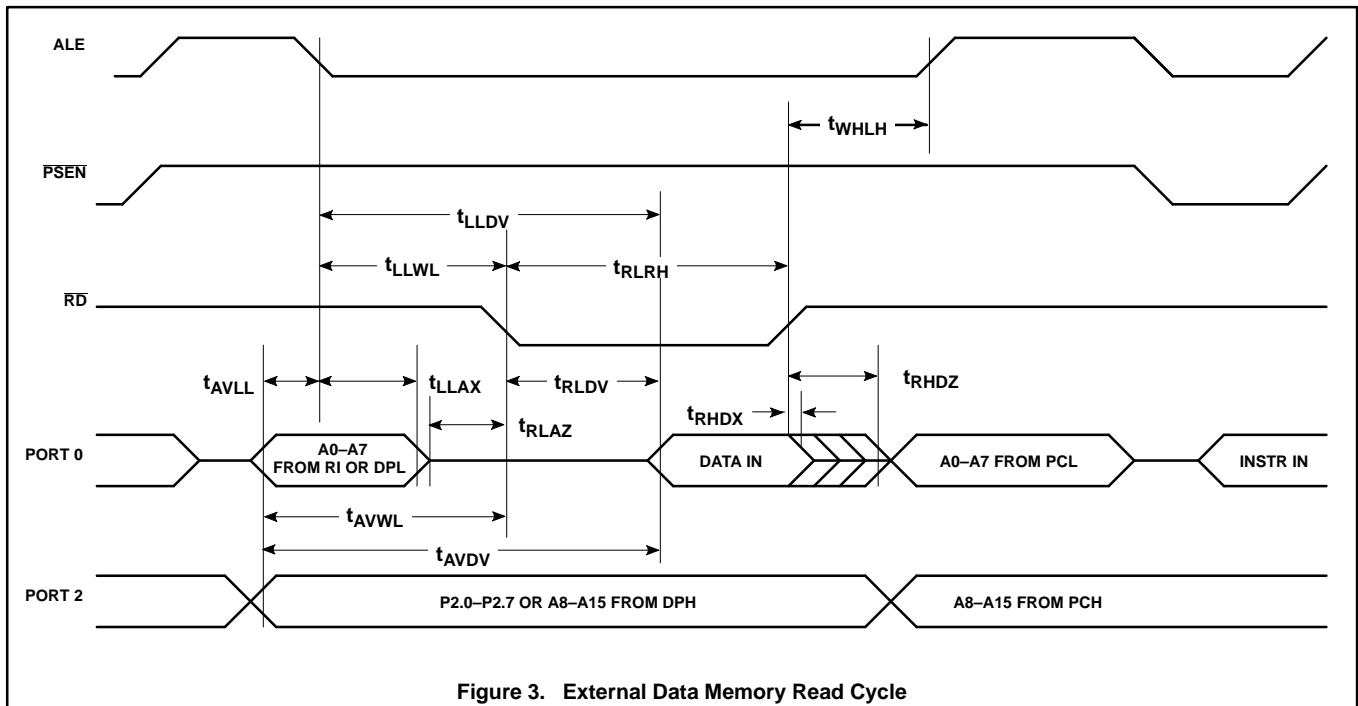 ALE
tWHLH
PSEN
tLLDV
tLLWL
tRLRH
RD
tAVLL
tLLAX
tRLDV
tRHDZ
tRHDX
tRLAZ
PORT 0
A0–A7
FROM RI OR DPL
DATA IN
A0–A7 FROM PCL
INSTR IN
tAVWL
tAVDV
PORT 2
P2.0–P2.7 OR A8–A15 FROM DPH
A8–A15 FROM PCH
Figure 3. External Data Memory Read Cycle